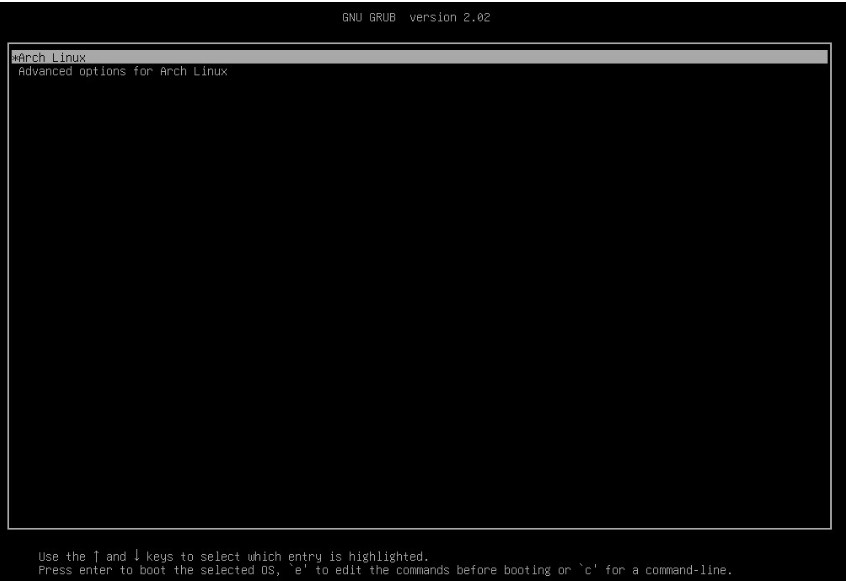 GNU GRUB version 2.02
*Arch Linux
Advanced options for Arch Linux
Use the ↑ and ↓ keys to select which entry is highlighted.
Press enter to boot the selected OS, `e' to edit the commands before booting or `c' for a command-line.